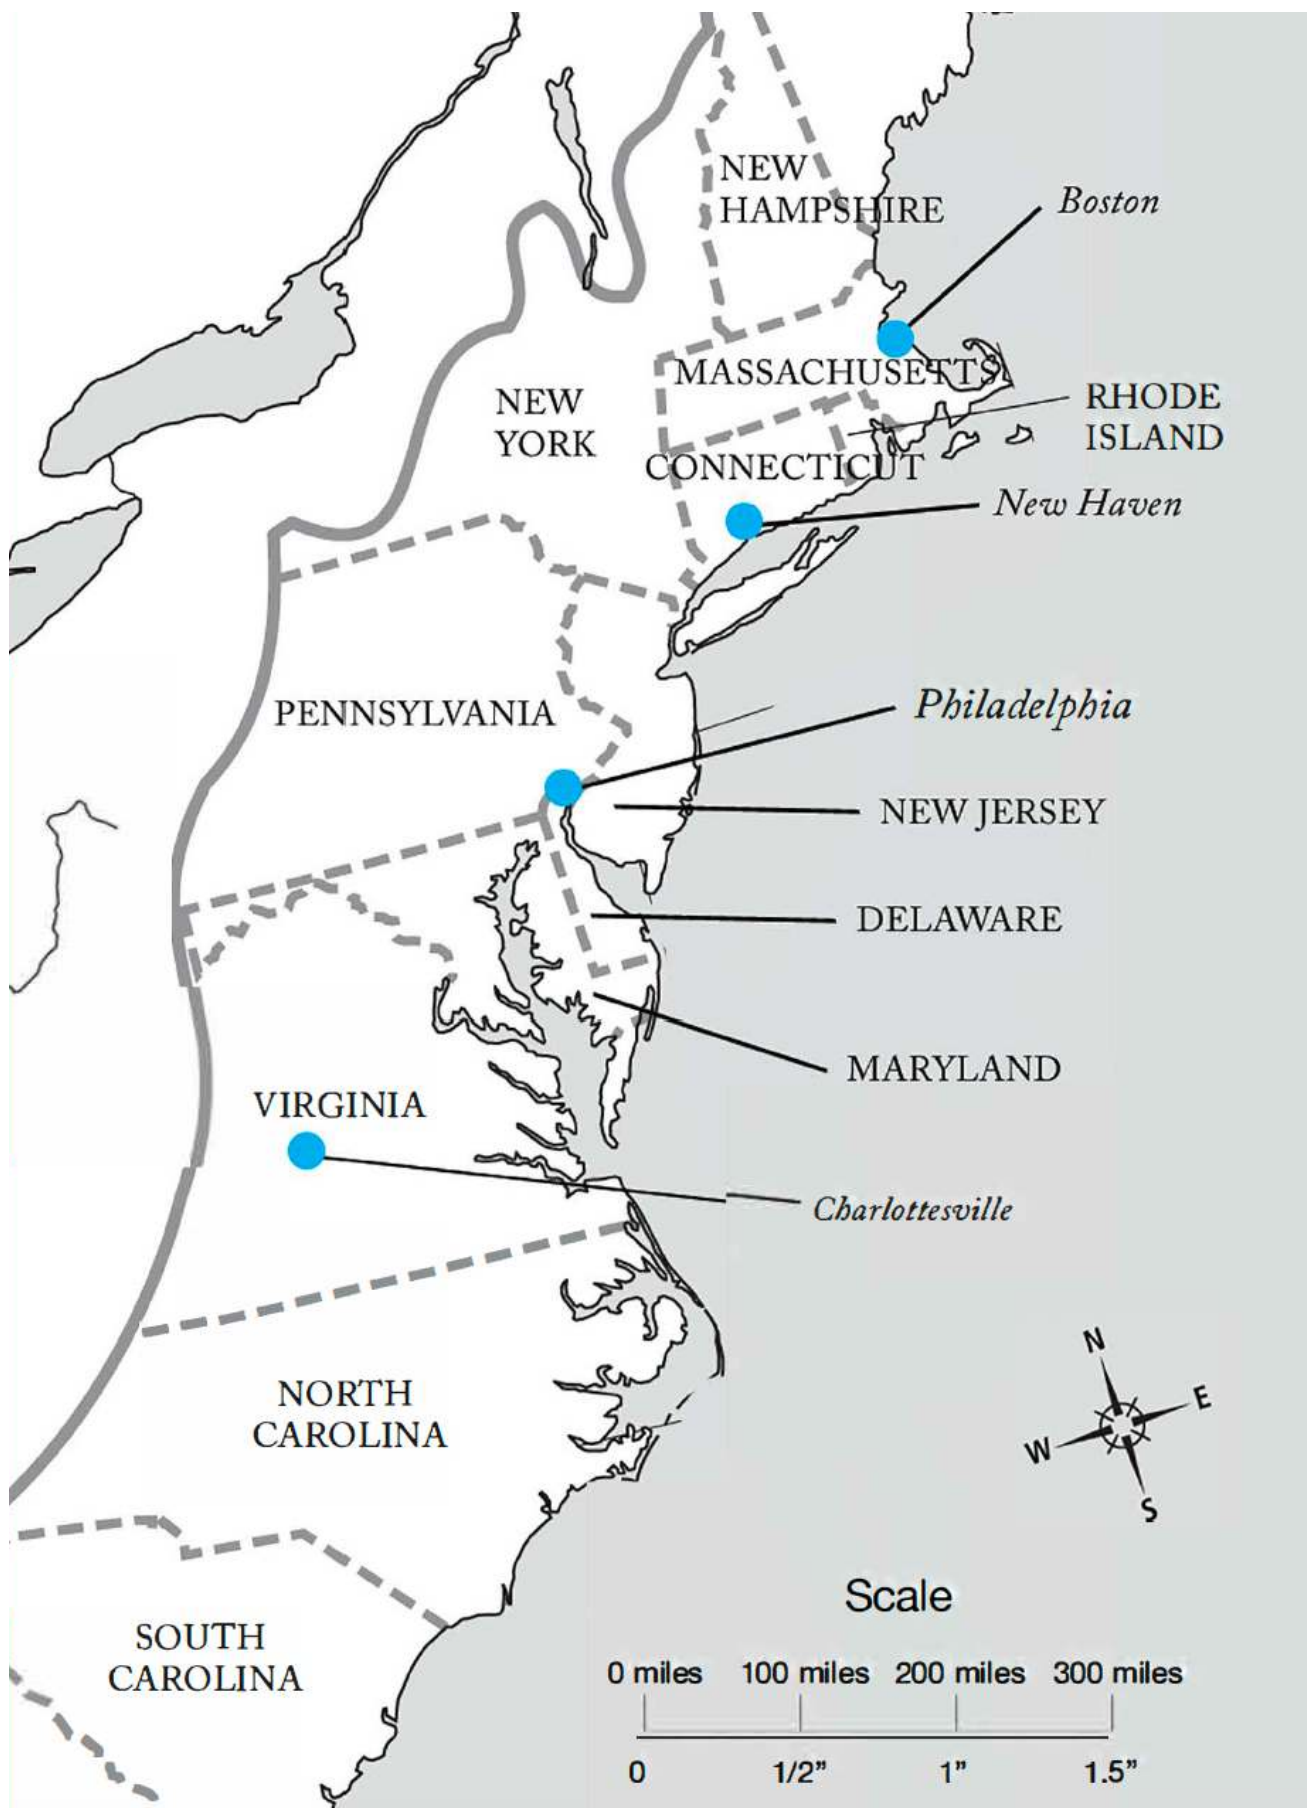 NEW
HAMPSHIRE
Boston
MASSACHUSETTS
RHODE
ISLAND
NEW
YORK
CONNECTICUT
New Haven
PENNSYLVANIA
Philadelphia
NEW JERSEY
DELAWARE
MARYLAND
VIRGINIA
Charlottesville
NORTH
CAROLINA
N
E
W
S
SOUTH
CAROLINA
Scale
0 miles 100 miles 200 miles 300 miles
0 1/2” 1” 1.5”